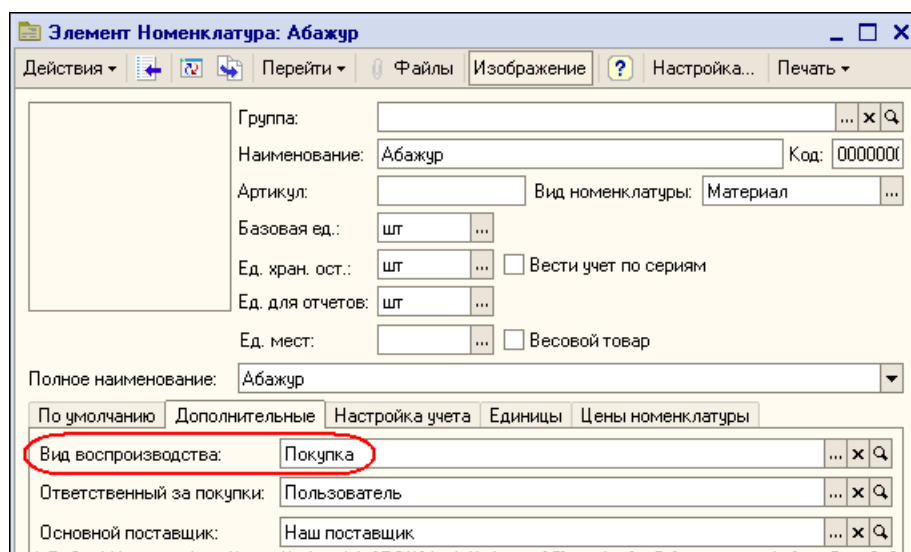 Элемент Номенклатура: Абажур
Действия Перейти Файлы Изображение ? Настройка... Печать
Группа: ...
Наименование: Абажур Код: 0000000
Артикул: Вид номенклатуры: Материал ...
Базовая ед.: шт ...
Ед. хран. ост.: шт ... Вести учет по сериям
Ед. для отчетов: шт ...
Ед. мест: ... Весовой товар
Полное наименование: Абажур
По умолчанию Дополнительные Настройка учета Единицы Цены номенклатуры
Вид воспроизводства: Покупка ...
Ответственный за покупки: Пользователь ...
Основной поставщик: Наш поставщик ...